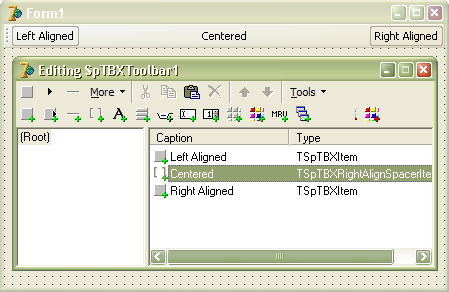 Form1
Left Aligned Centered Right Aligned
Editing SpTBXToolbar1
More Tools
MRU
(Root) Caption Type
Left Aligned TSpTBXItem
Centered TSpTBXRightAlignSpacerIte
Right Aligned TSpTBXItem